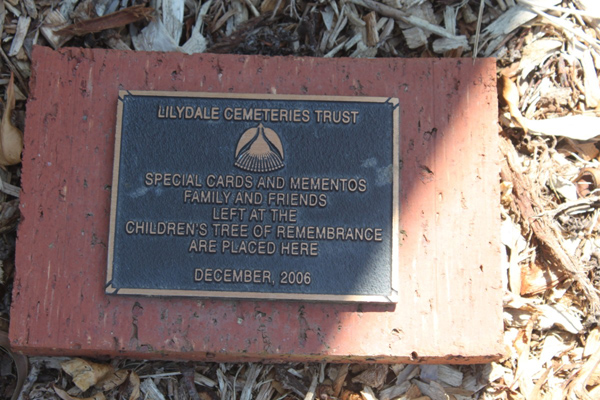 LILYDALE CEMETERIES TRUST
SPECIAL CARDS AND MEMENTOS
FAMILY AND FRIENDS
LEFT AT THE
CHILDREN'S TREE OF REMEMBRANCE
ARE PLACED HERE
DECEMBER, 2006